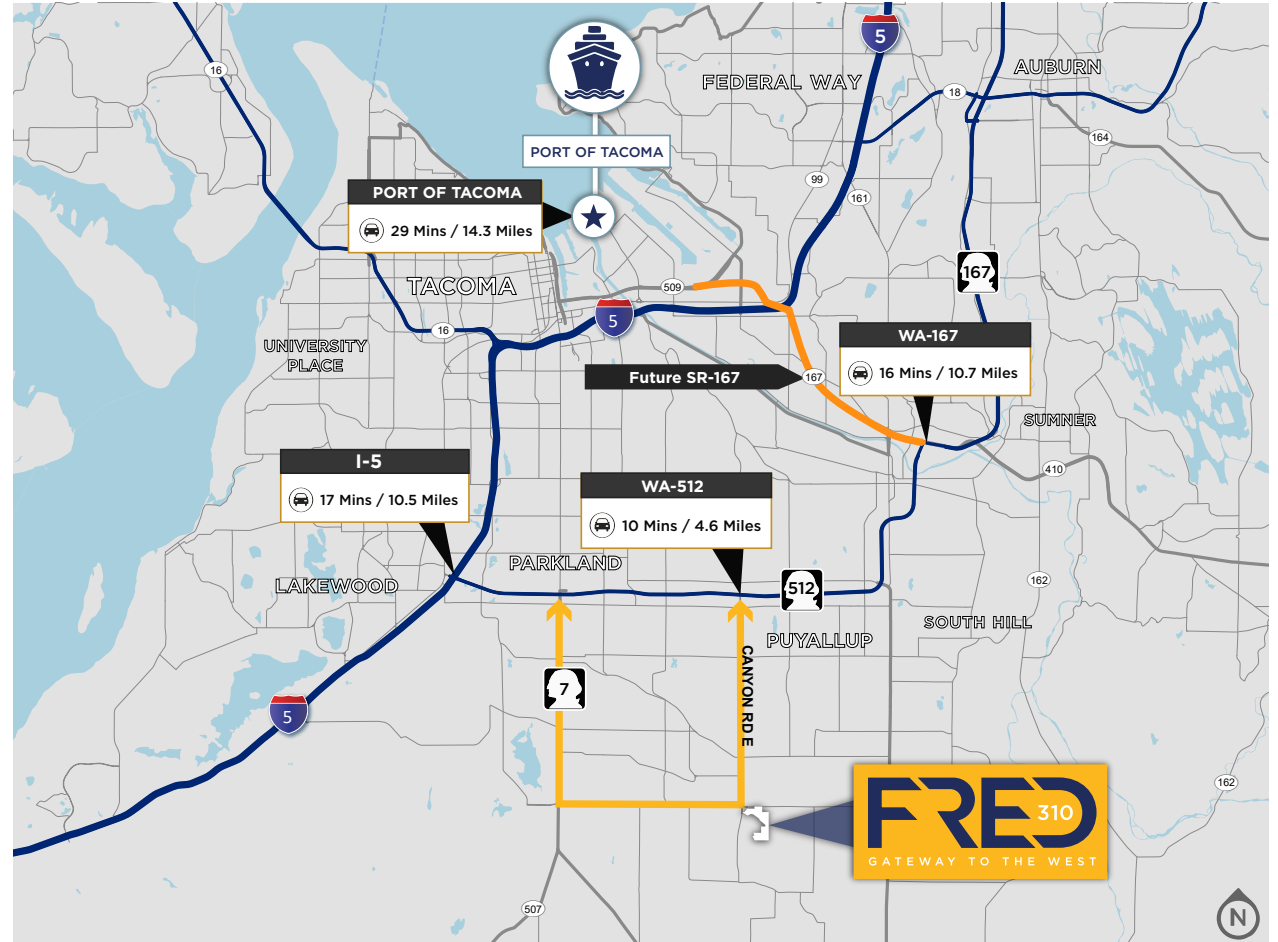 5
16
FEDERAL WAY
AUBURN
18
164
PORT OF TACOMA
99
161
PORT OF TACOMA
29 Mins / 14.3 Miles
167
TACOMA
509
5
16
UNIVERSITY
PLACE
WA-167
16 Mins / 10.7 Miles
Future SR-167
167
SUMNER
410
I-5
17 Mins / 10.5 Miles
WA-512
10 Mins / 4.6 Miles
PARKLAND
LAKEWOOD
512
162
SOUTH HILL
PUYALLUP
CANYON RD E
7
5
162
FRED
310
GATEWAY TO THE WEST
507
N